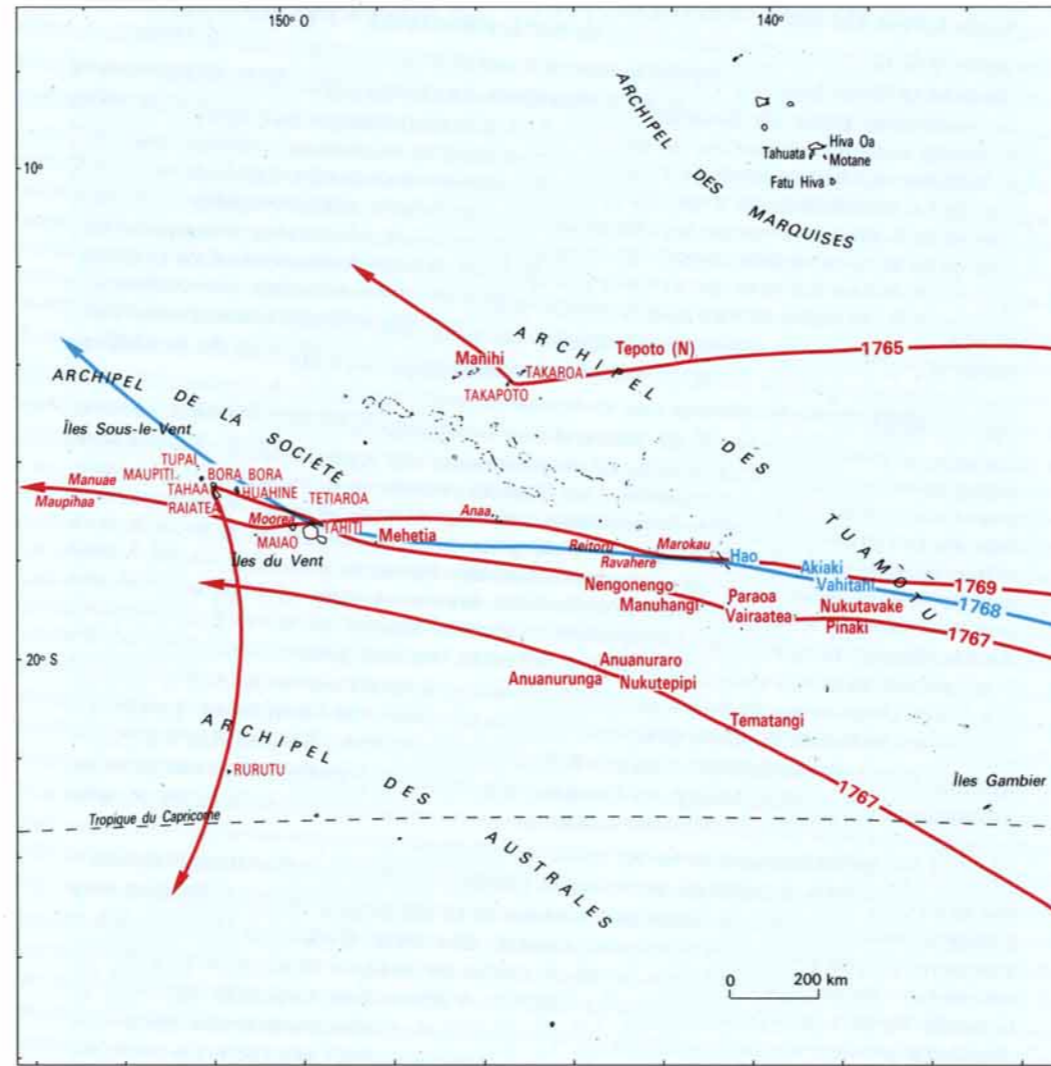 150° O
140°
10°
20° S
ARCHIPEL
DES
MARQUISES
Hiva Oa
Tahuata
Motane
Fatu Hiva
ARCHIPEL
DES
TUAMOTU
Tepoto (N)
1765
Manihi
TAKAROA
TAKAPOTO
ARCHIPEL
DE LA
SOCIÉTÉ
Îles Sous-le-Vent
TUPAI
MAUPITI
BORA BORA
Manuae
TAHAA
HUAHINE
TETIAROA
Maupihaa
RAIATEA
Moorea
TAHITI
Anaa
MAIAO
Mehetia
Îles du Vent
Reitoru
Marokau
Ravahere
Hao
Akiaki
Vahitahi
1769
1768
Nengonengo
Paraoa
Manuhangi
Vairaatea
Nukutavake
Pinaki
1767
Anuanuraro
Anuanurunga
Nukutepipi
Tematangi
1767
ARCHIPEL
DES
AUSTRALES
RURUTU
Îles Gambier
Tropique du Capricorne
0 200 km